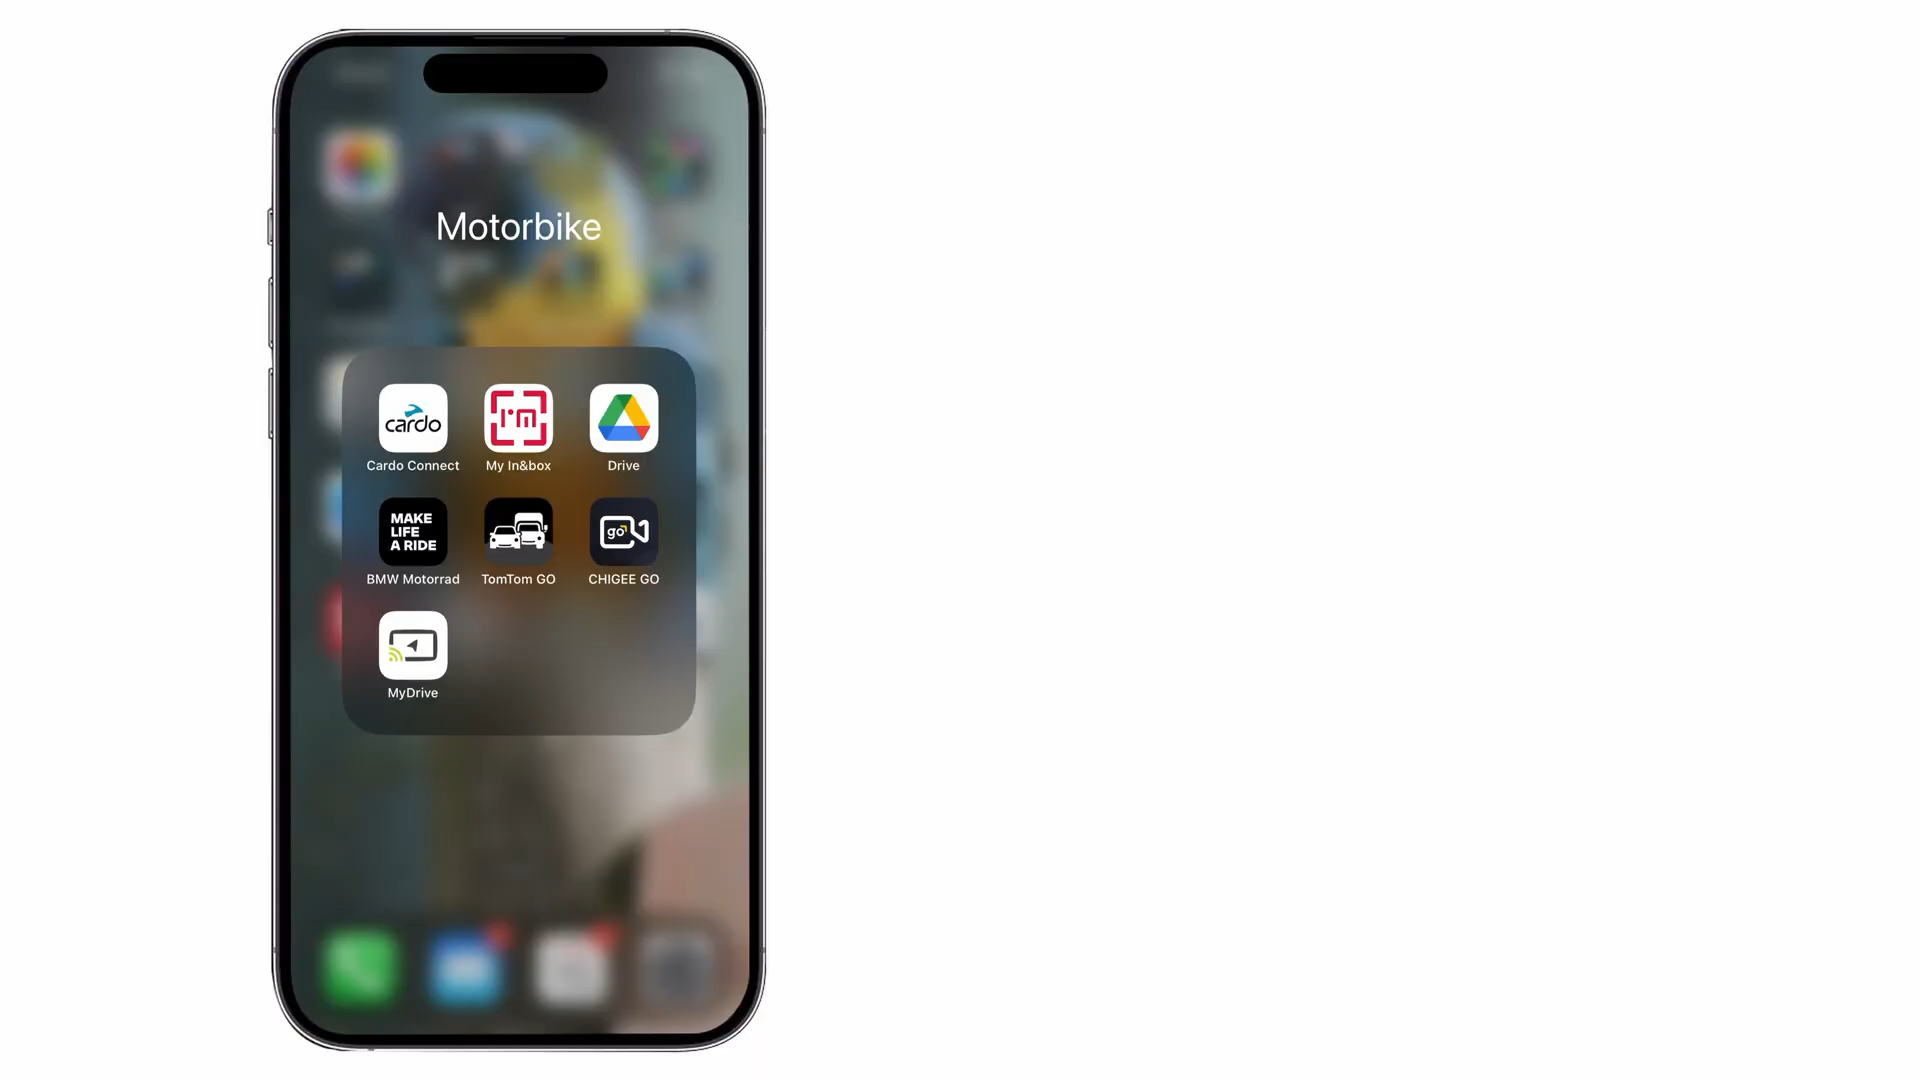 Motorbike
cardo
I'm
Cardo Connect
My In&box
Drive
MAKE
LIFE
A RIDE
go
BMW Motorrad
TomTom GO
CHIGEE GO
MyDrive